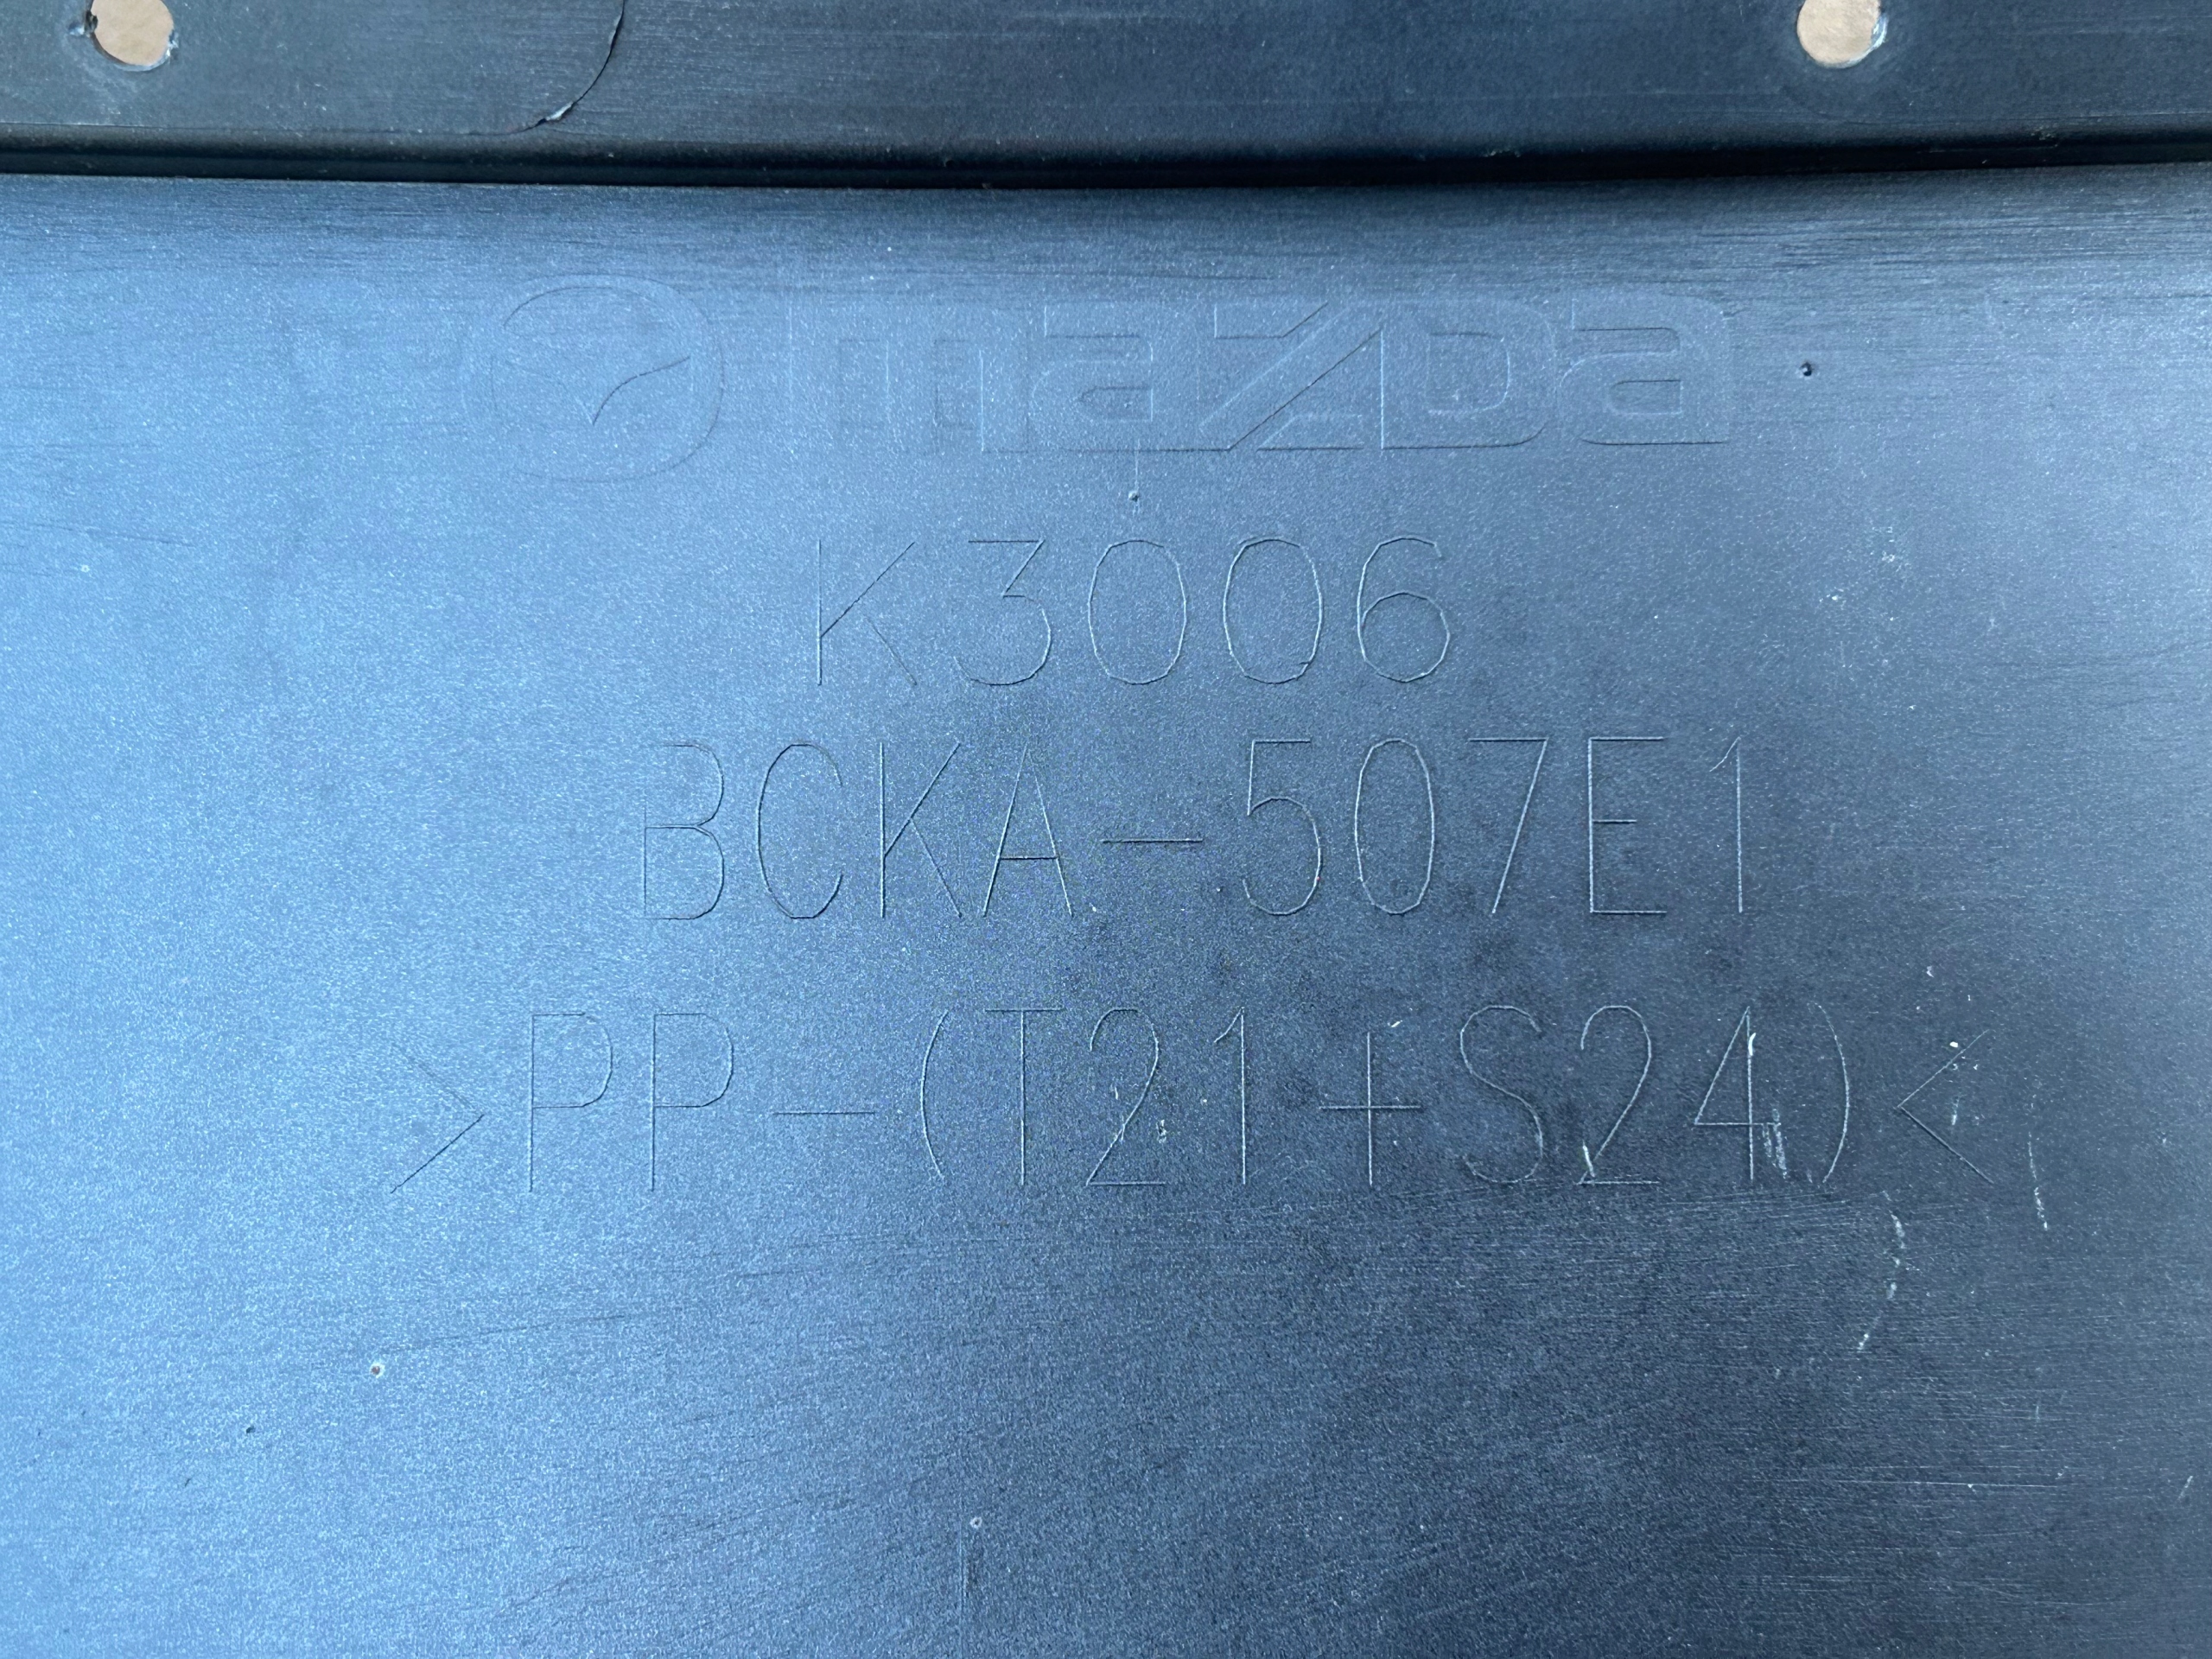 mazda
K3006
BCKA-507E1
>PP-(T21+S24)<